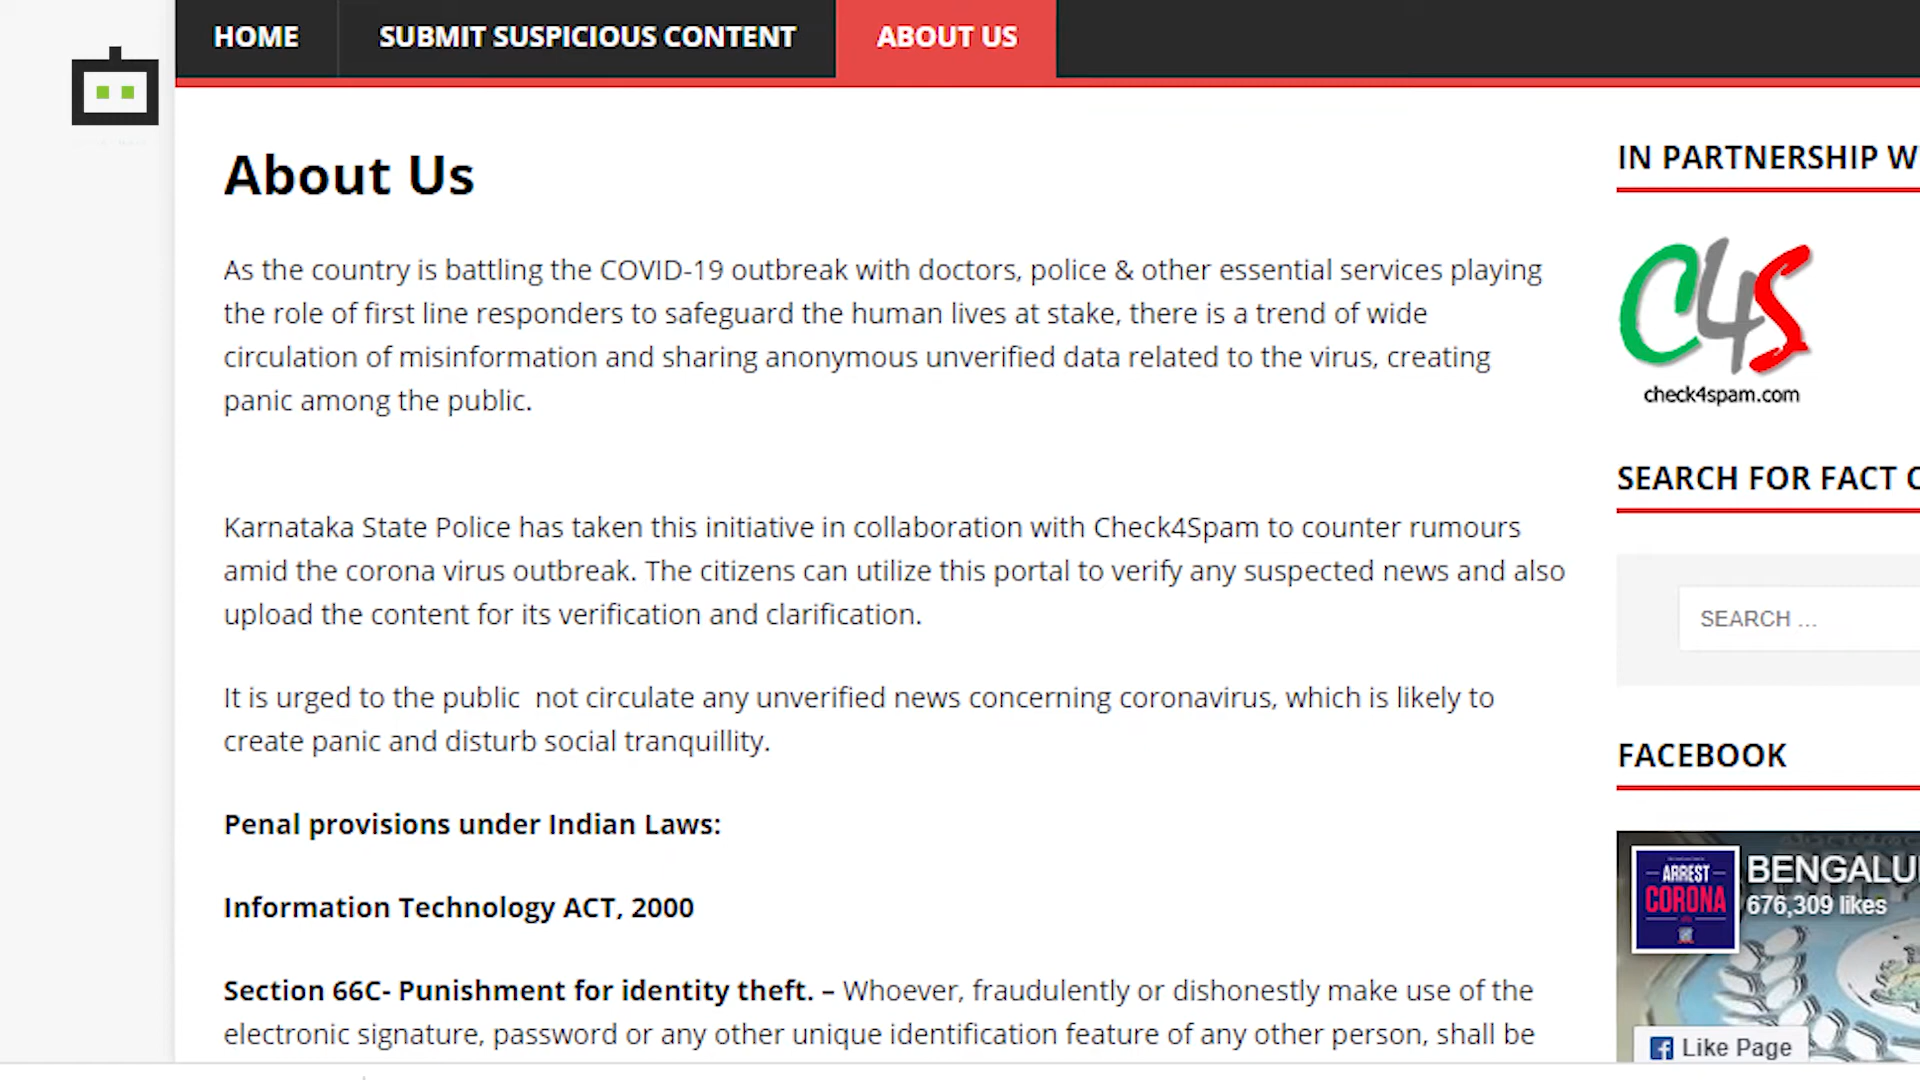 HOME
SUBMIT SUSPICIOUS CONTENT
ABOUT US
About Us
As the country is battling the COVID-19 outbreak with doctors, police & other essential services playing
the role of first line responders to safeguard the human lives at stake, there is a trend of wide
circulation of misinformation and sharing anonymous unverified data related to the virus, creating
panic among the public.
Karnataka State Police has taken this initiative in collaboration with Check4Spam to counter rumours
amid the corona virus outbreak. The citizens can utilize this portal to verify any suspected news and also
upload the content for its verification and clarification.
It is urged to the public  not circulate any unverified news concerning coronavirus, which is likely to
create panic and disturb social tranquillity.
Penal provisions under Indian Laws:
Information Technology ACT, 2000
Section 66C- Punishment for identity theft. – Whoever, fraudulently or dishonestly make use of the
electronic signature, password or any other unique identification feature of any other person, shall be
IN PARTNERSHIP
C4S
check4spam.com
SEARCH FOR FACT
SEARCH ...
FACEBOOK
ARREST
CORONA
BENGALU
676,309 likes
Like Page